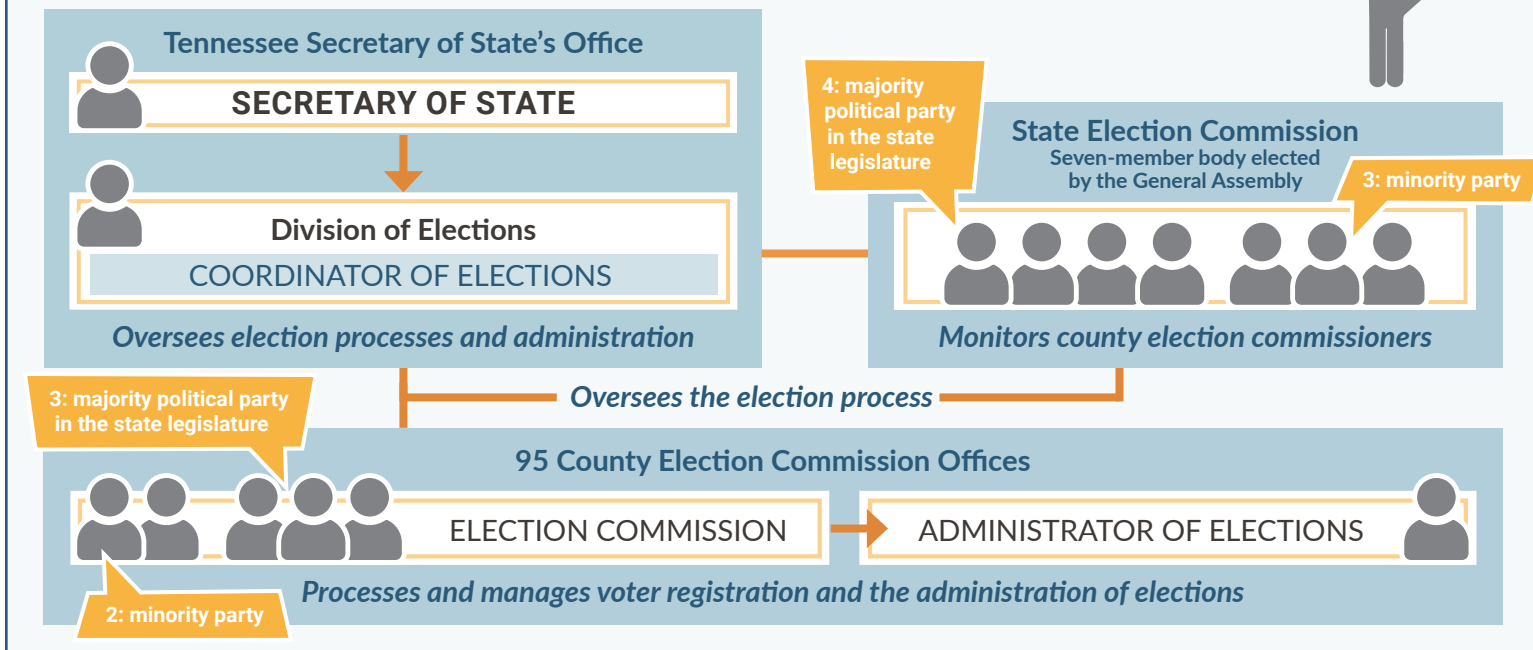 Tennessee Secretary of State's Office
SECRETARY OF STATE
Division of Elections
COORDINATOR OF ELECTIONS
Oversees election processes and administration
4: majority
political party
in the state
legislature
State Election Commission
Seven-member body elected
by the General Assembly
3: minority party
Monitors county election commissioners
Oversees the election process
3: majority political party
in the state legislature
95 County Election Commission Offices
ELECTION COMMISSION
ADMINISTRATOR OF ELECTIONS
Processes and manages voter registration and the administration of elections
2: minority party